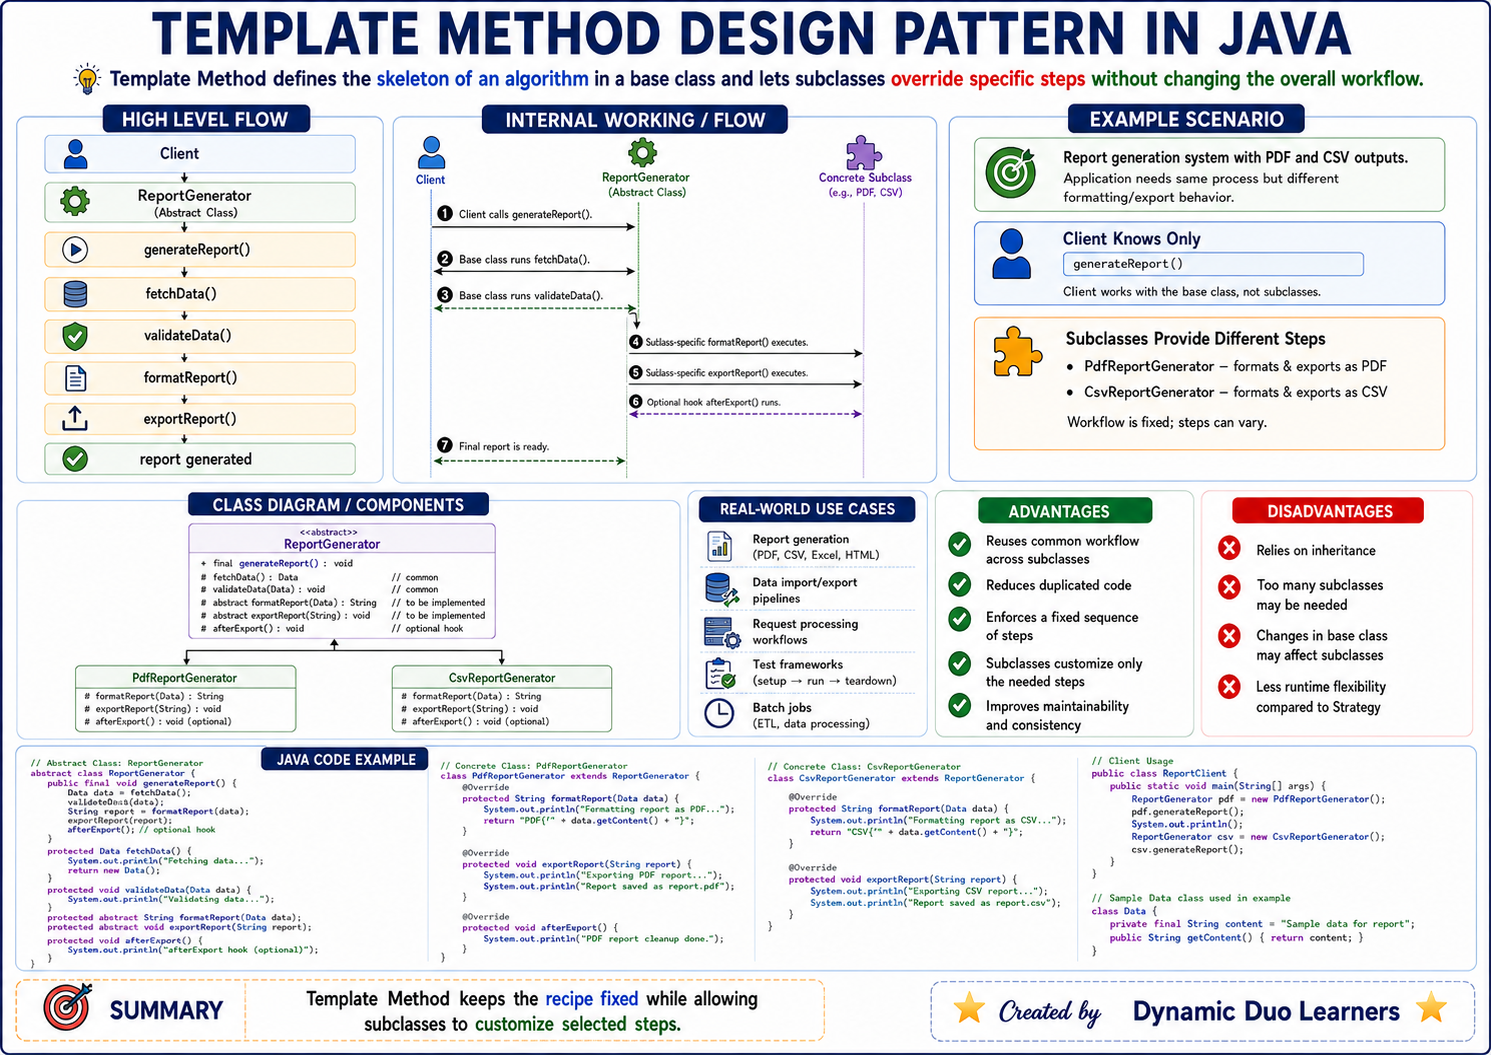 TEMPLATE METHOD DESIGN PATTERN IN JAVA
Template Method defines the skeleton of an algorithm in a base class and lets subclasses override specific steps without changing the overall workflow.
HIGH LEVEL FLOW
Client
ReportGenerator
(Abstract Class)
generateReport()
fetchData()
validateData()
formatReport()
exportReport()
report generated
INTERNAL WORKING / FLOW
Client
ReportGenerator
(Abstract Class)
Concrete Subclass
(e.g., PDF, CSV)
1 Client calls generateReport().
2 Base class runs fetchData().
3 Base class runs validateData().
4 formatReport() executes.
5 exportReport() executes.
6 Optional hook afterExport() runs.
7 Final report is ready.
EXAMPLE SCENARIO
Report generation system with PDF and CSV outputs.
Application needs same process but different
formatting/export behavior.
Client Knows Only
generateReport()
Client works with the base class, not subclasses.
Subclasses Provide Different Steps
• PdfReportGenerator – formats & exports as PDF
• CsvReportGenerator – formats & exports as CSV
Workflow is fixed; steps can vary.
CLASS DIAGRAM / COMPONENTS
<<abstract>>
ReportGenerator
+ final generateReport() : void
# fetchData() : Data // common
# validateData(Data) : void // common
# abstract formatReport(Data) : String // to be implemented
# abstract exportReport(String) : void // to be implemented
# afterExport() : void // optional hook
PdfReportGenerator
# formatReport(Data) : String
# exportReport(String) : void
# afterExport() : void (optional)
CsvReportGenerator
# formatReport(Data) : String
# exportReport(String) : void
# afterExport() : void (optional)
REAL-WORLD USE CASES
Report generation
(PDF, CSV, Excel, HTML)
Data import/export
pipelines
Request processing
workflows
Test frameworks
(setup → run → teardown)
Batch jobs
(ETL, data processing)
ADVANTAGES
Reuses common workflow
across subclasses
Reduces duplicated code
Enforces a fixed sequence
of steps
Subclasses customize only
the needed steps
Improves maintainability
and consistency
DISADVANTAGES
Relies on inheritance
Too many subclasses
may be needed
Changes in base class
may affect subclasses
Less runtime flexibility
compared to Strategy
JAVA CODE EXAMPLE
// Abstract Class: ReportGenerator
abstract class ReportGenerator {
public final void generateReport() {
Data data = fetchData();
(data);
String report = formatReport(data);
exportReport(report);
afterExport(); // optional hook
}
protected Data fetchData() {
System.out.println("Fetching data...");
return new Data();
}
protected void validateData(Data data) {
System.out.println("Validating data...");
}
protected abstract String formatReport(Data data);
protected abstract void exportReport(String report);
protected void afterExport() {
System.out.println("afterExport hook (optional)");
}
}
// Concrete Class: PdfReportGenerator
class PdfReportGenerator extends ReportGenerator {
@Override
protected String formatReport(Data data) {
System.out.println("Formatting report as PDF...");
return "PDF{'" + data.getContent() + "}";
}
@Override
protected void exportReport(String report) {
System.out.println("Exporting PDF report...");
System.out.println("Report saved as report.pdf");
}
@Override
protected void afterExport() {
System.out.println("PDF report cleanup done.");
}
}
// Concrete Class: CsvReportGenerator
class CsvReportGenerator extends ReportGenerator {
@Override
protected String formatReport(Data data) {
System.out.println("Formatting report as CSV...");
return "CSV{'" + data.getContent() + "}";
}
@Override
protected void exportReport(String report) {
System.out.println("Exporting CSV report...");
System.out.println("Report saved as report.csv");
}
}
// Client Usage
public class ReportClient {
public static void main(String[] args) {
ReportGenerator pdf = new PdfReportGenerator();
pdf.generateReport();
System.out.println();
ReportGenerator csv = new CsvReportGenerator();
csv.generateReport();
}
}
// Sample Data class used in example
class Data {
private final String content = "Sample data for report";
public String getContent() { return content; }
}
SUMMARY
Template Method keeps the recipe fixed while allowing
subclasses to customize selected steps.
Created by Dynamic Duo Learners